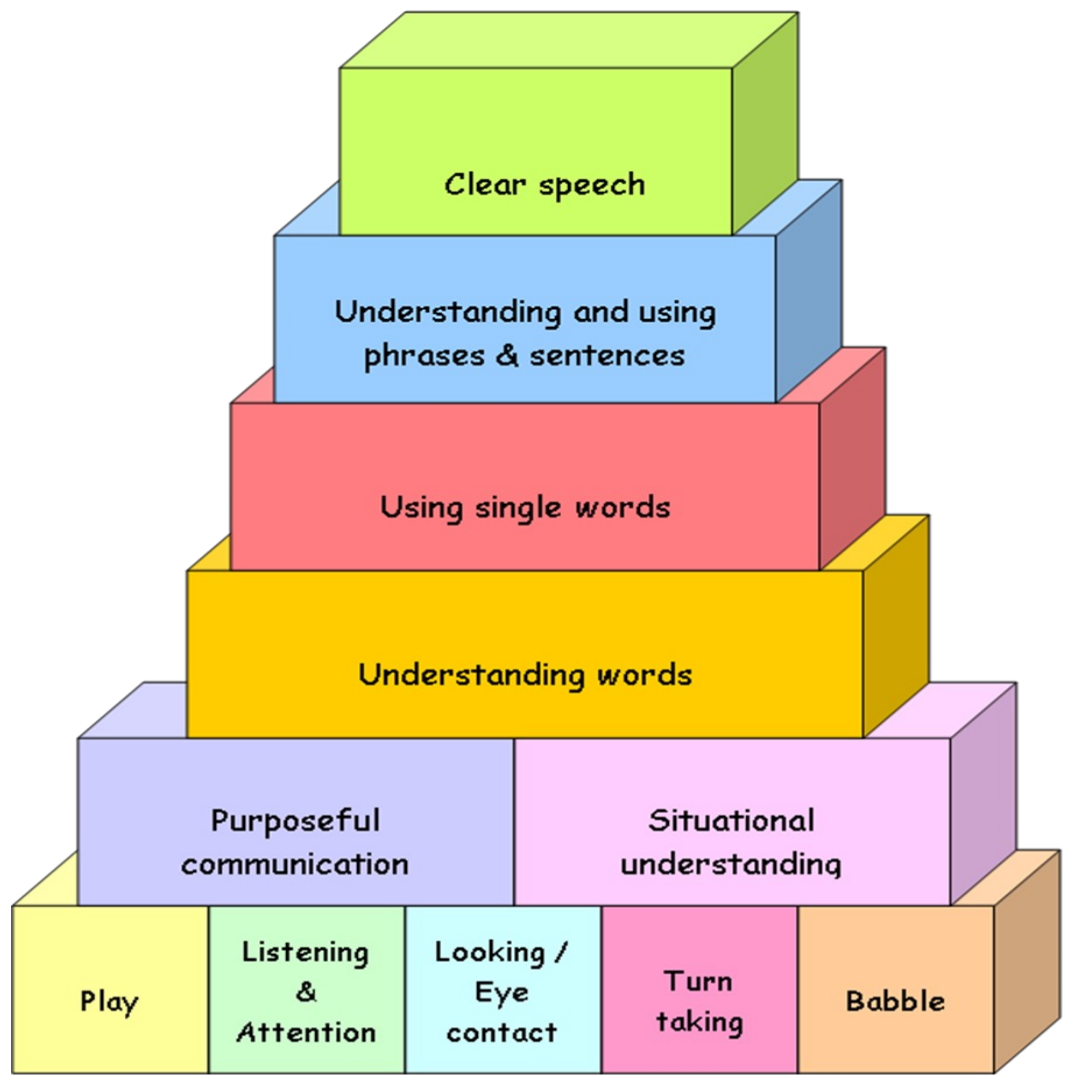 Clear speech
Understanding and using
phrases & sentences
Using single words
Understanding words
Purposeful
communication
Situational
understanding
Play
Listening
&
Attention
Looking /
Eye
contact
Turn
taking
Babble